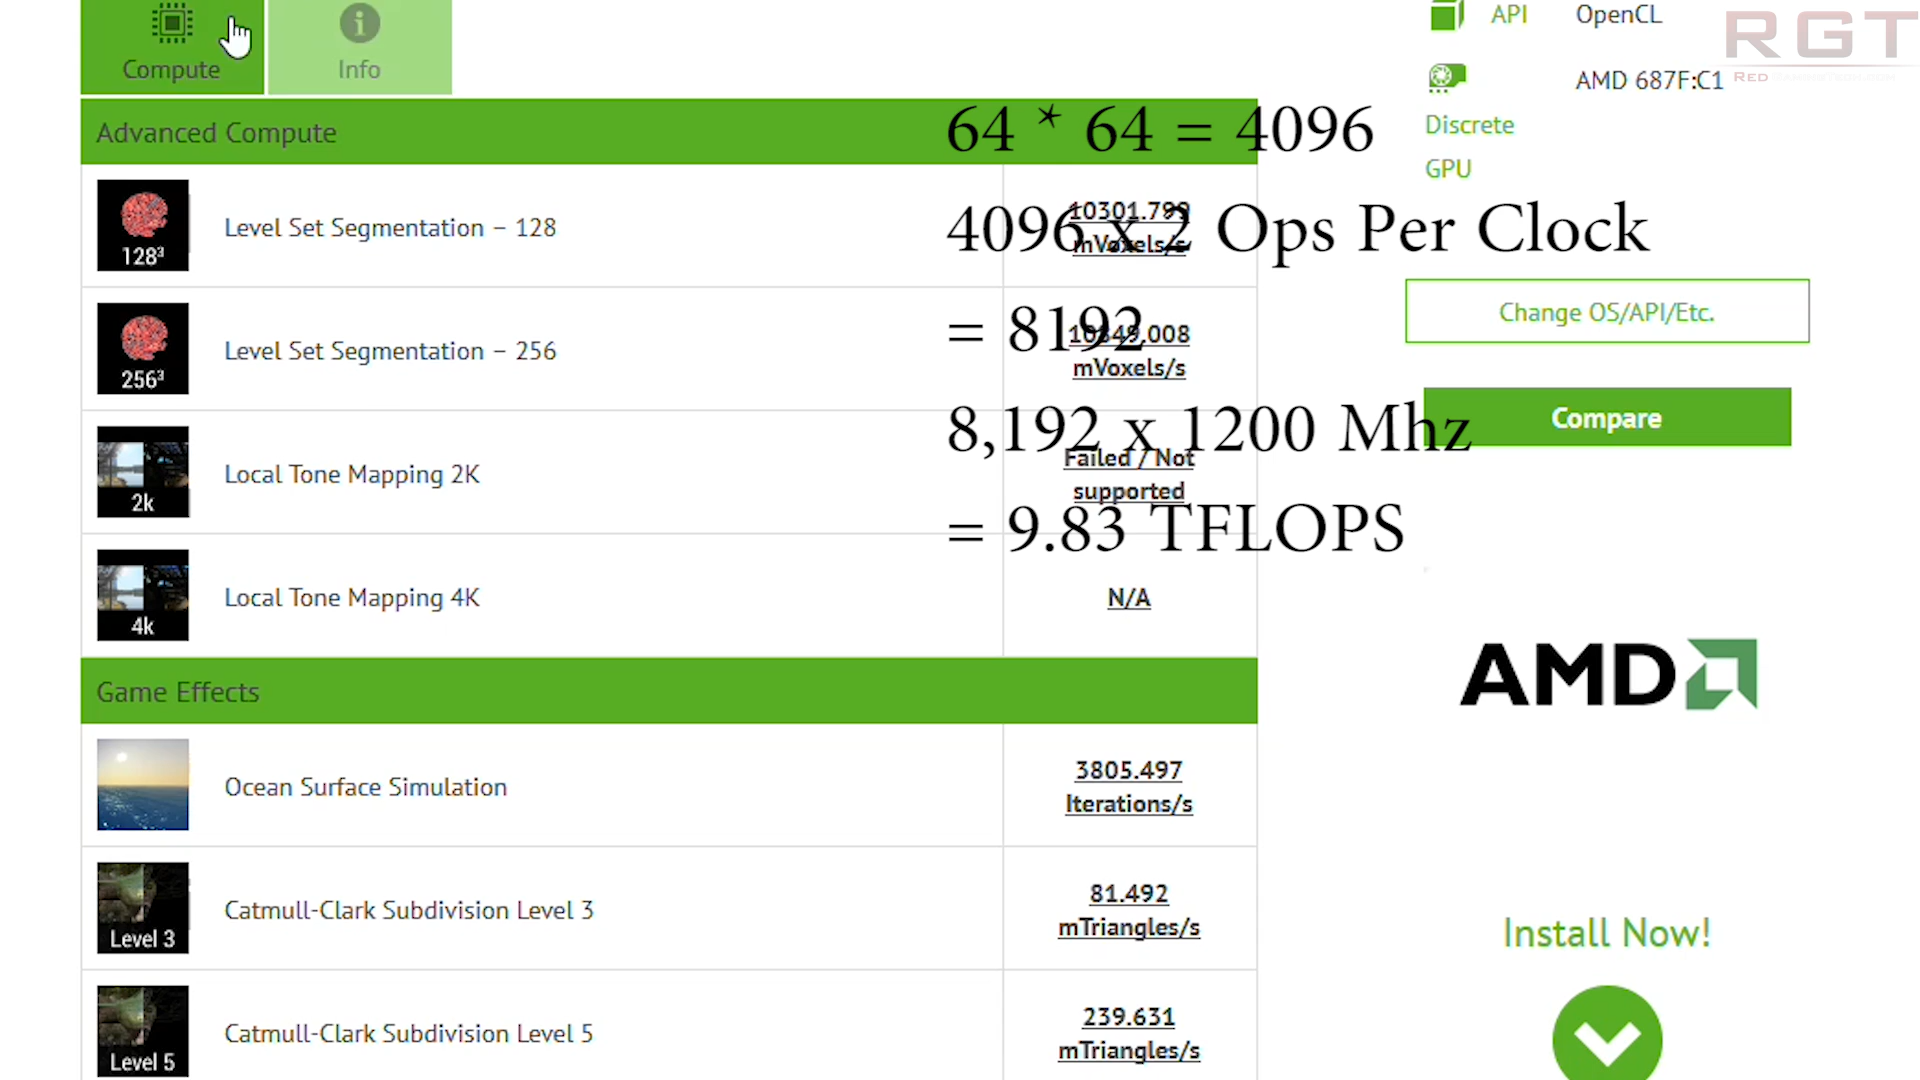 Compute
Info
API
OpenCL
RGT
RED
AMD 687F:C1
Discrete
GPU
Advanced Compute
64 * 64 = 4096
4096 x 2 Ops Per Clock
= 8192
8,192 x 1200 Mhz
= 9.83 TFLOPS
128³
Level Set Segmentation – 128
10301.799
mVoxels/s
256³
Level Set Segmentation – 256
mVoxels/s
2k
Local Tone Mapping 2K
Failed / Not
supported
4k
Local Tone Mapping 4K
N/A
Change OS/API/Etc.
Compare
AMD
Game Effects
Ocean Surface Simulation
3805.497
Iterations/s
Level 3
Catmull-Clark Subdivision Level 3
81.492
mTriangles/s
Level 5
Catmull-Clark Subdivision Level 5
239.631
mTriangles/s
Install Now!